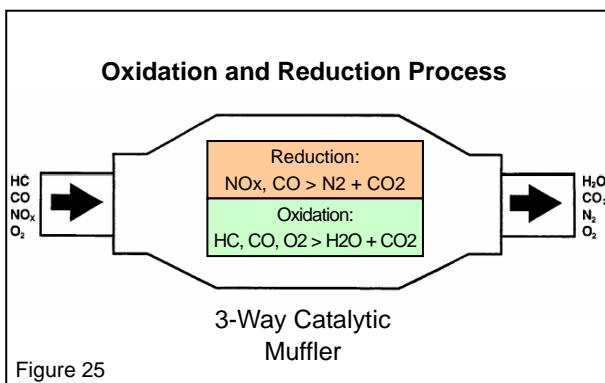 Oxidation and Reduction Process
HC
CO
NOx
O2
Reduction:
NOx, CO > N2 + CO2
Oxidation:
HC, CO, O2 > H2O + CO2
H2O
CO2
N2
O2
3-Way Catalytic
Muffler
Figure 25